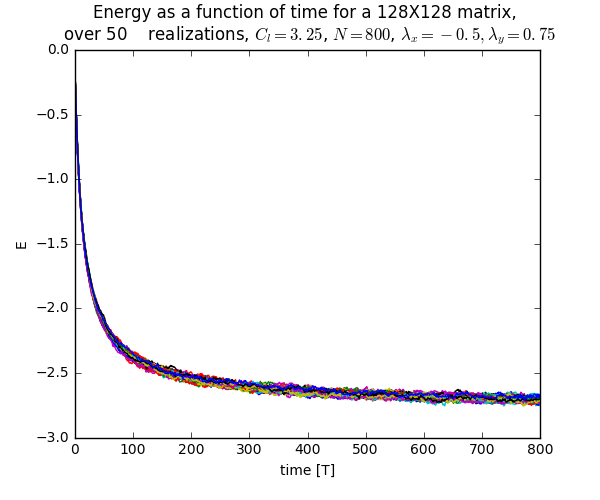 Energy as a function of time for a 128X128 matrix,
over 50 realizations, C_l = 3.25, N = 800, λ_x = −0.5, λ_y = 0.75
0.0
−0.5
−1.0
−1.5
−2.0
−2.5
−3.0
E
0 100 200 300 400 500 600 700 800
time [T]